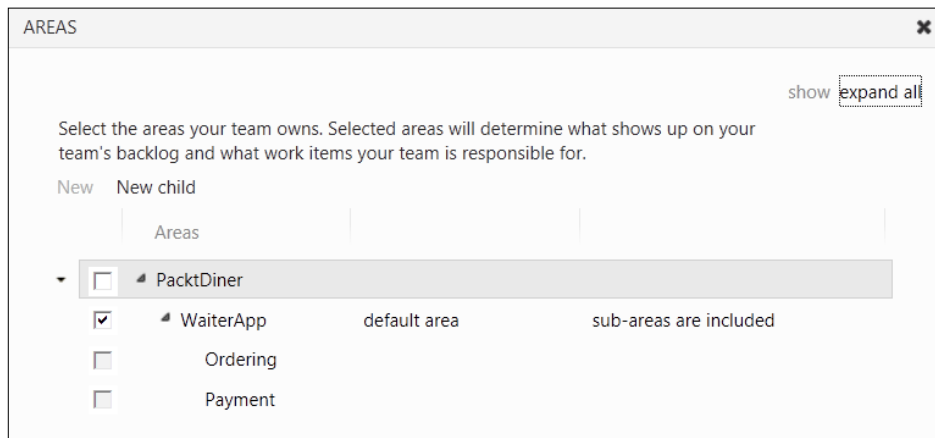 AREAS
show expand all
Select the areas your team owns. Selected areas will determine what shows up on your
team's backlog and what work items your team is responsible for.
New New child
Areas
PacktDiner
WaiterApp default area sub-areas are included
Ordering
Payment